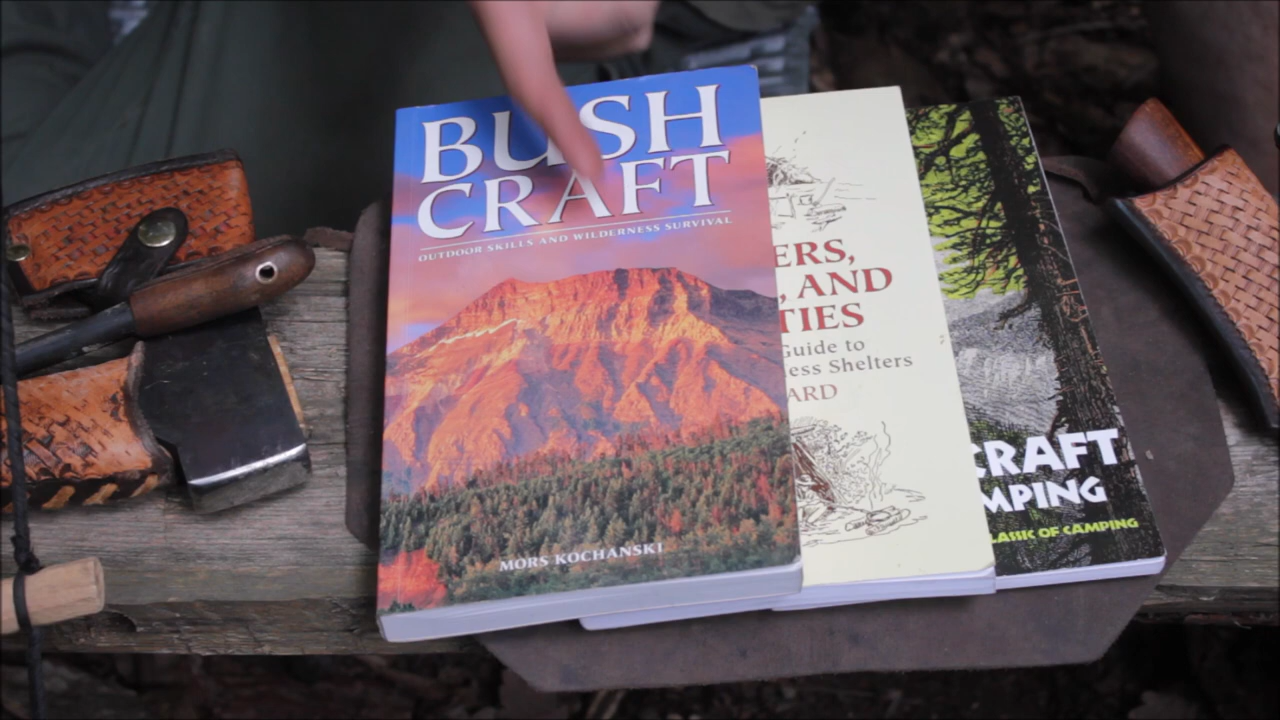 BUSH
CRAFT
OUTDOOR SKILLS AND WILDERNESS SURVIVAL
MORS KOCHANSKI
ERS,
, AND
TIES
Guide to
ess Shelters
ARD
CRAFT
MPING
LASSIC OF CAMPING